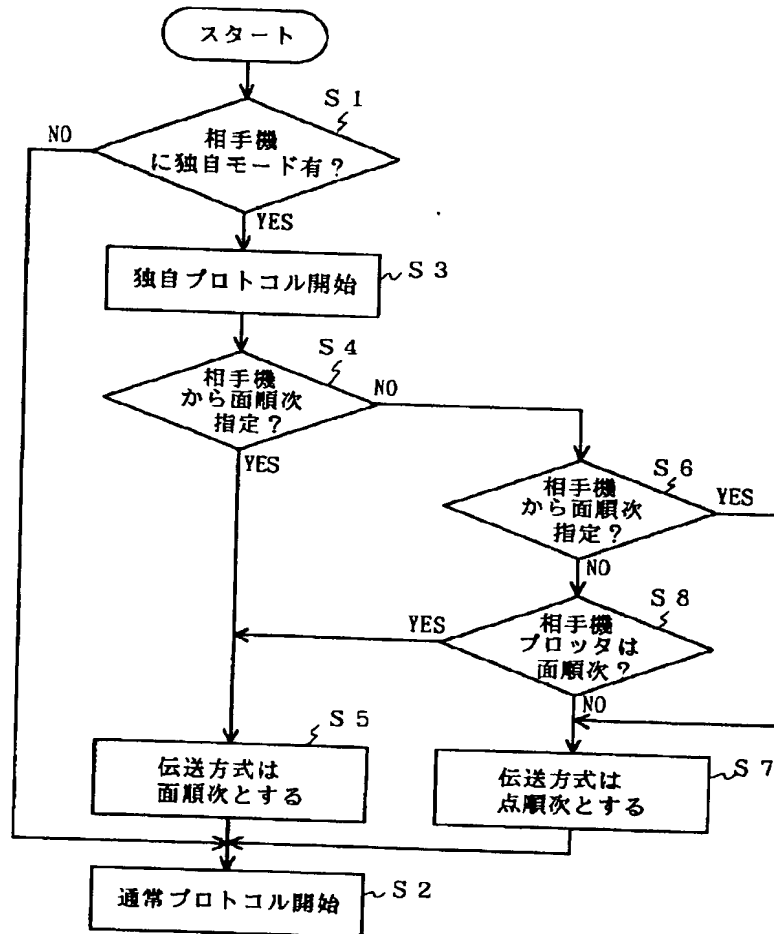 スタート
S1
NO
相手機
に独自モード有？
YES
独自プロトコル開始
S3
S4
相手機
から面順次
指定？
NO
YES
S6
相手機
から面順次
指定？
YES
NO
S8
相手機
プロッタは
面順次？
YES
NO
S5
伝送方式は
面順次とする
S7
伝送方式は
点順次とする
通常プロトコル開始
S2